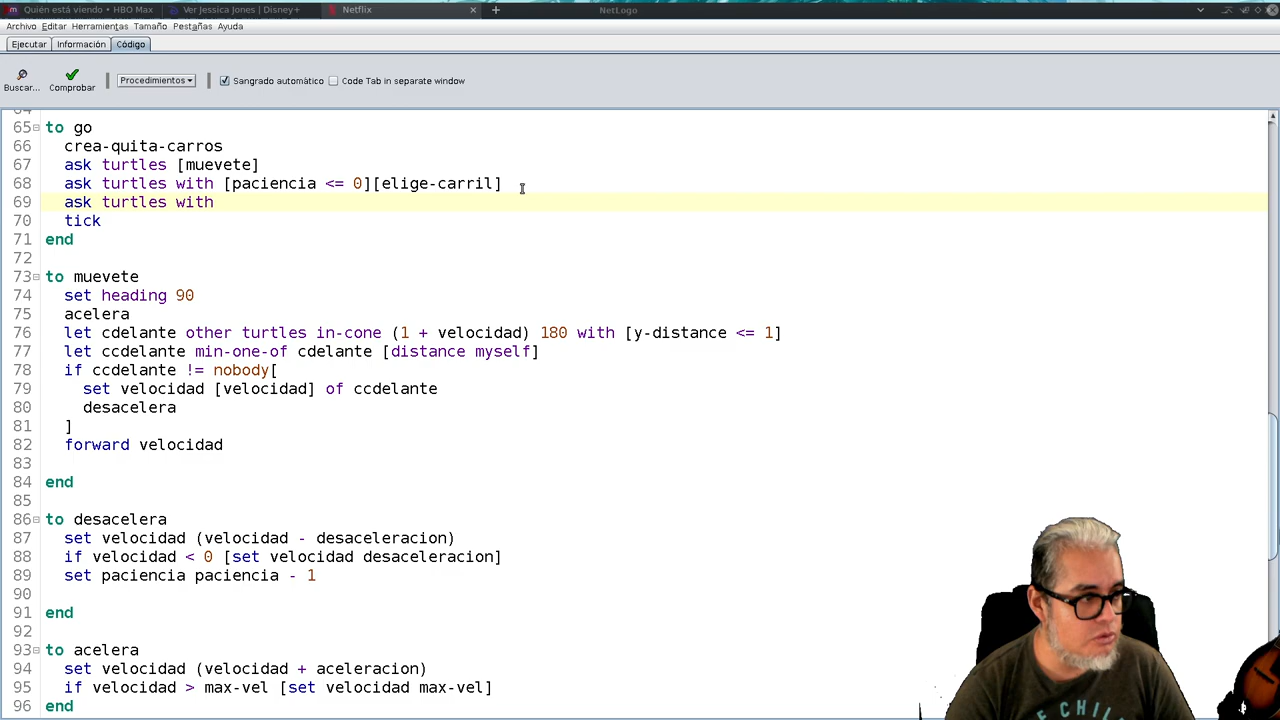 Quién está viendo • HBO Max
Ver Jessica Jones | Disney+
Netflix
NetLogo
Archivo Editar Herramientas Tamaño Pestañas Ayuda
Ejecutar Información Código
Buscar... Comprobar Procedimientos Sangrado automático Code Tab in separate window
64
65 to go
66 crea-quita-carros
67 ask turtles [muevete]
68 ask turtles with [paciencia <= 0][elige-carril]
69 ask turtles with
70 tick
71 end
72
73 to muevete
74 set heading 90
75 acelera
76 let cdelante other turtles in-cone (1 + velocidad) 180 with [y-distance <= 1]
77 let ccdelante min-one-of cdelante [distance myself]
78 if ccdelante != nobody[
79 set velocidad [velocidad] of ccdelante
80 desacelera
81 ]
82 forward velocidad
83
84 end
85
86 to desacelera
87 set velocidad (velocidad - desaceleracion)
88 if velocidad < 0 [set velocidad desaceleracion]
89 set paciencia paciencia - 1
90
91 end
92
93 to acelera
94 set velocidad (velocidad + aceleracion)
95 if velocidad > max-vel [set velocidad max-vel]
96 end